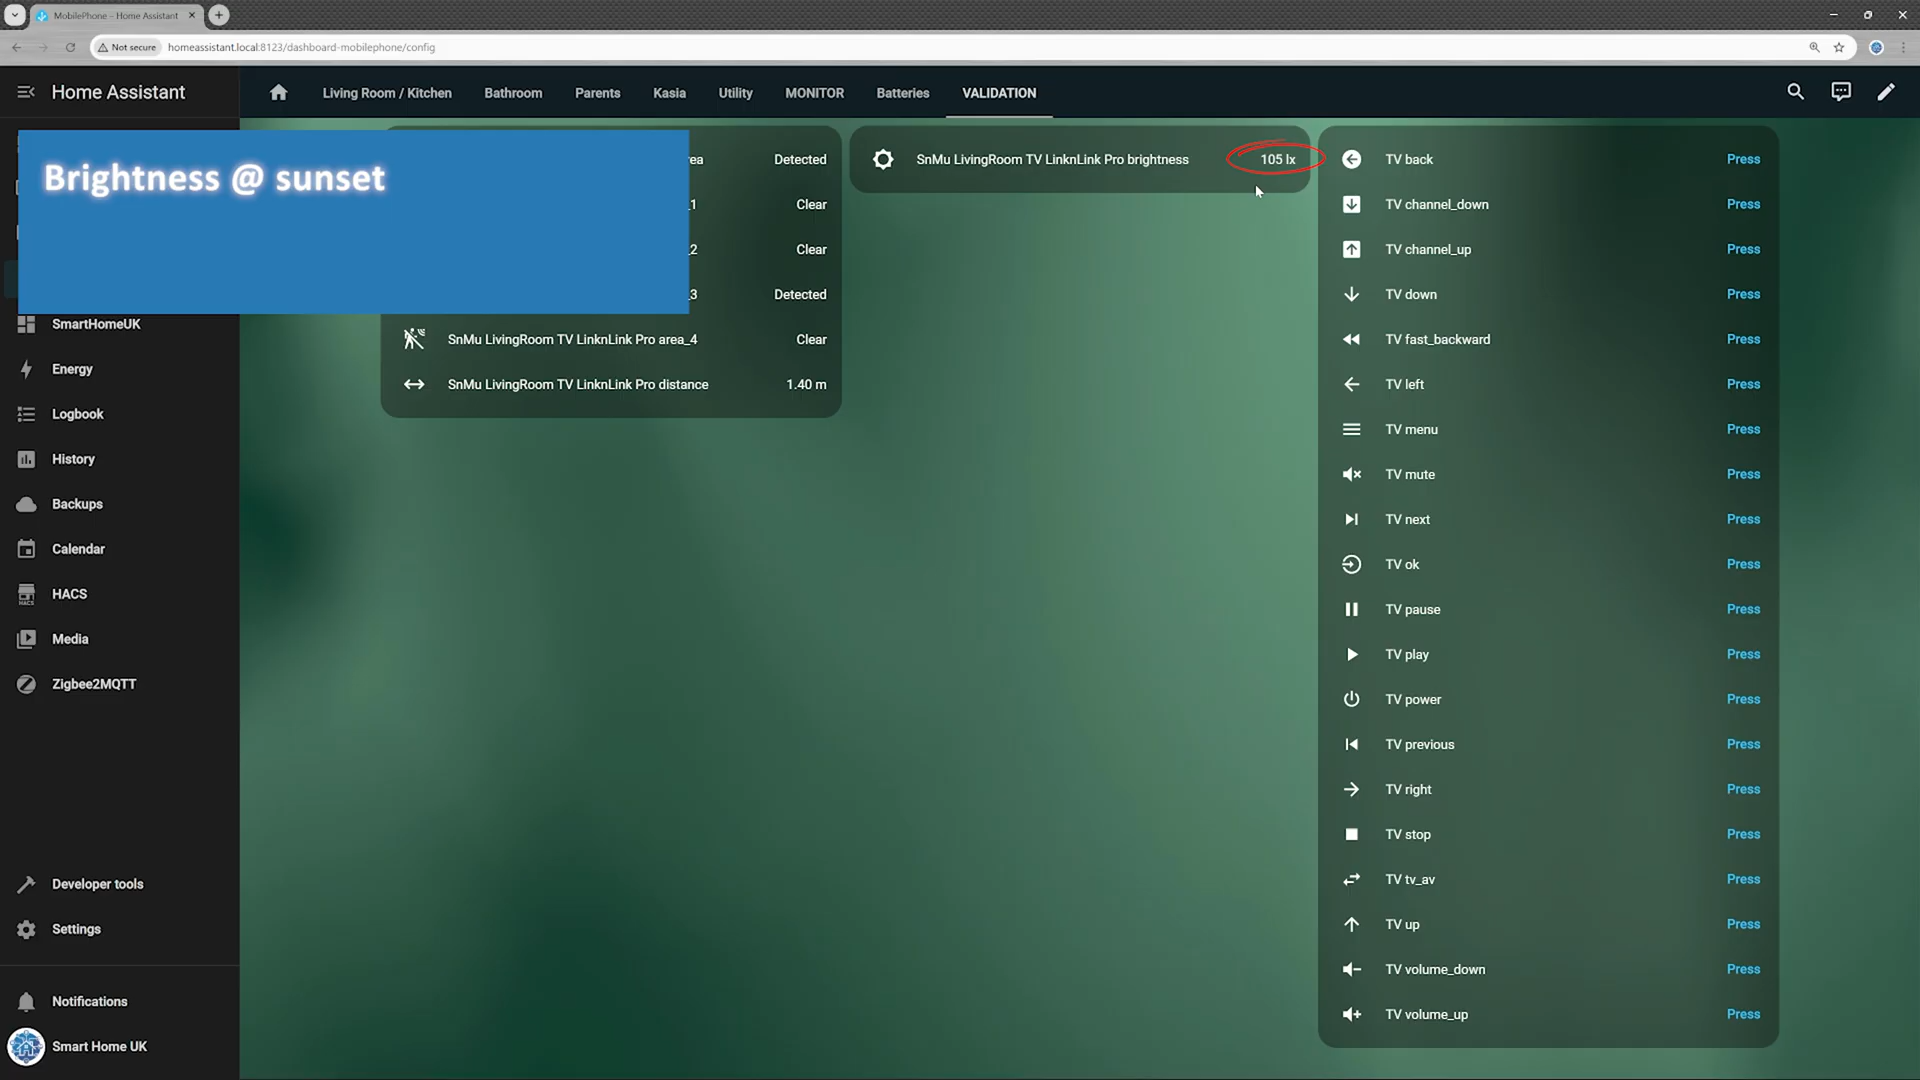 MobilePhone – Home Assistant
Not secure
homeassistant.local:8123/dashboard-mobilephone/config
Home Assistant
Living Room / Kitchen
Bathroom
Parents
Kasia
Utility
MONITOR
Batteries
VALIDATION
Brightness @ sunset
SmartHomeUK
Energy
Logbook
History
Backups
Calendar
HACS
HACS
Media
Zigbee2MQTT
Developer tools
Settings
Notifications
Smart Home UK
rea Detected
_1 Clear
_2 Clear
_3 Detected
SnMu LivingRoom TV LinknLink Pro area_4 Clear
SnMu LivingRoom TV LinknLink Pro distance 1.40 m
SnMu LivingRoom TV LinknLink Pro brightness 105 lx
TV back Press
TV channel_down Press
TV channel_up Press
TV down Press
TV fast_backward Press
TV left Press
TV menu Press
TV mute Press
TV next Press
TV ok Press
TV pause Press
TV play Press
TV power Press
TV previous Press
TV right Press
TV stop Press
TV tv_av Press
TV up Press
TV volume_down Press
TV volume_up Press